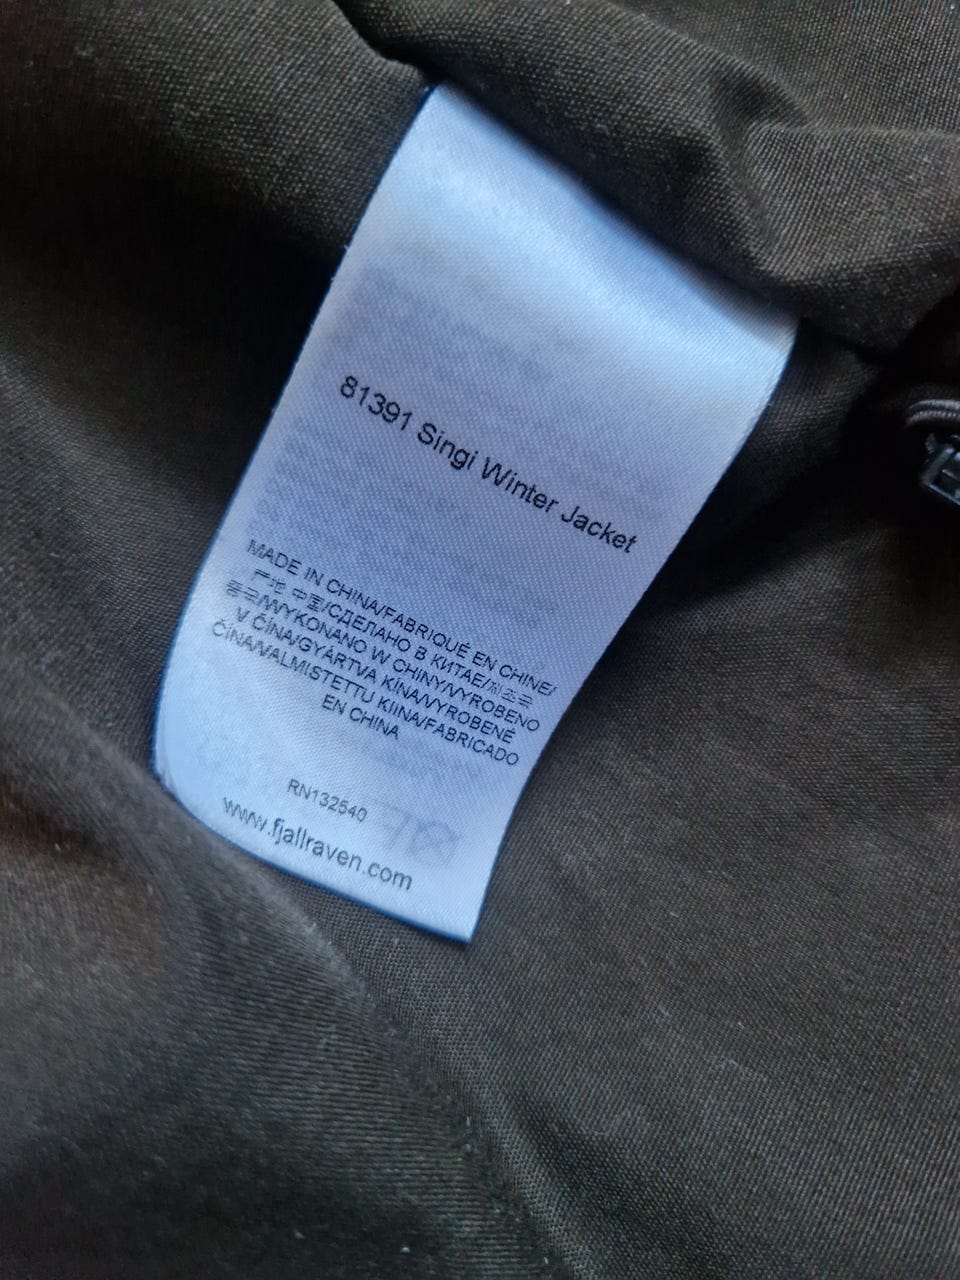 81391 Singi Winter Jacket
MADE IN CHINA/FABRIQUÉ EN CHINE/
产地 中国/СДЕЛАНО В КИТАЕ/제조국
중국/WYKONANO W CHINY/VYROBENO
V ČÍNA/GYÁRTVA KÍNA/VYROBENÉ
ČÍNA/VALMISTETTU KIINA/FABRICADO
EN CHINA
RN132540
www.fjallraven.com